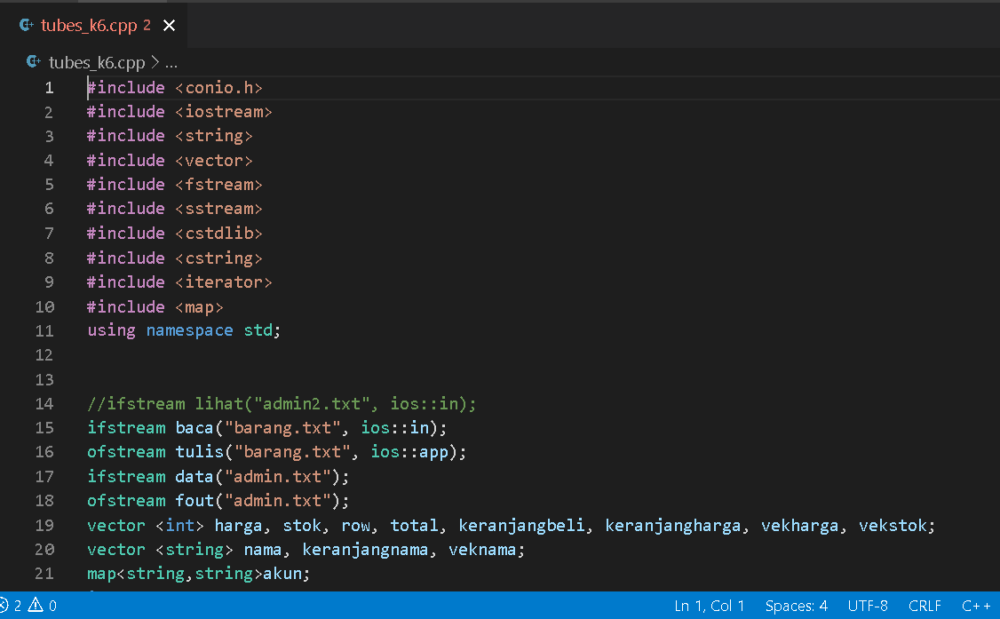 tubes_k6.cpp 2
tubes_k6.cpp > ...
1 #include <conio.h>
2 #include <iostream>
3 #include <string>
4 #include <vector>
5 #include <fstream>
6 #include <sstream>
7 #include <cstdlib>
8 #include <cstring>
9 #include <iterator>
10 #include <map>
11 using namespace std;
12
13
14 //ifstream lihat("admin2.txt", ios::in);
15 ifstream baca("barang.txt", ios::in);
16 ofstream tulis("barang.txt", ios::app);
17 ifstream data("admin.txt");
18 ofstream fout("admin.txt");
19 vector <int> harga, stok, row, total, keranjangbeli, keranjangharga, vekharga, vekstok;
20 vector <string> nama, keranjangnama, veknama;
21 map<string,string>akun;
2 0 Ln 1, Col 1 Spaces: 4 UTF-8 CRLF C++